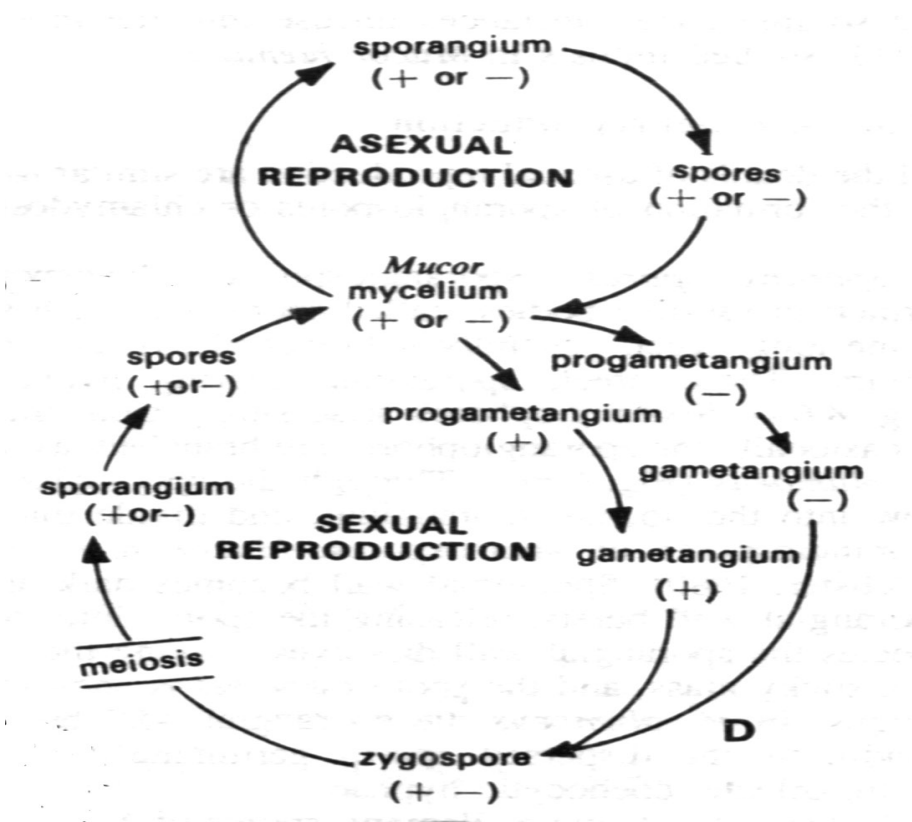 sporangium
(+ or −)
ASEXUAL
REPRODUCTION
spores
(+ or −)
Mucor
mycelium
(+ or −)
spores
(+or−)
progametangium
(−)
progametangium
(+)
gametangium
(−)
sporangium
(+or−)
SEXUAL
REPRODUCTION
gametangium
(+)
meiosis
D
zygospore
(+ −)